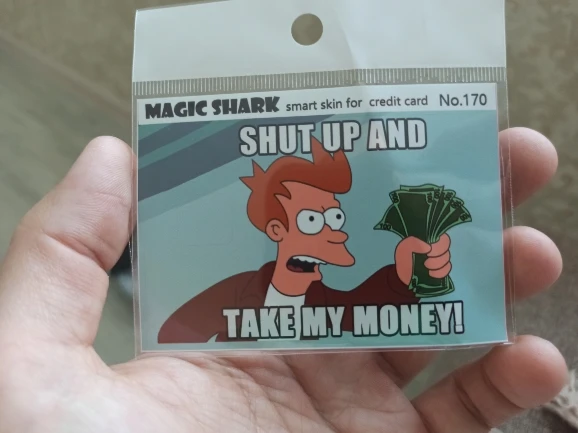 MAGIC SHARK smart skin for credit card No.170
SHUT UP AND
TAKE MY MONEY!